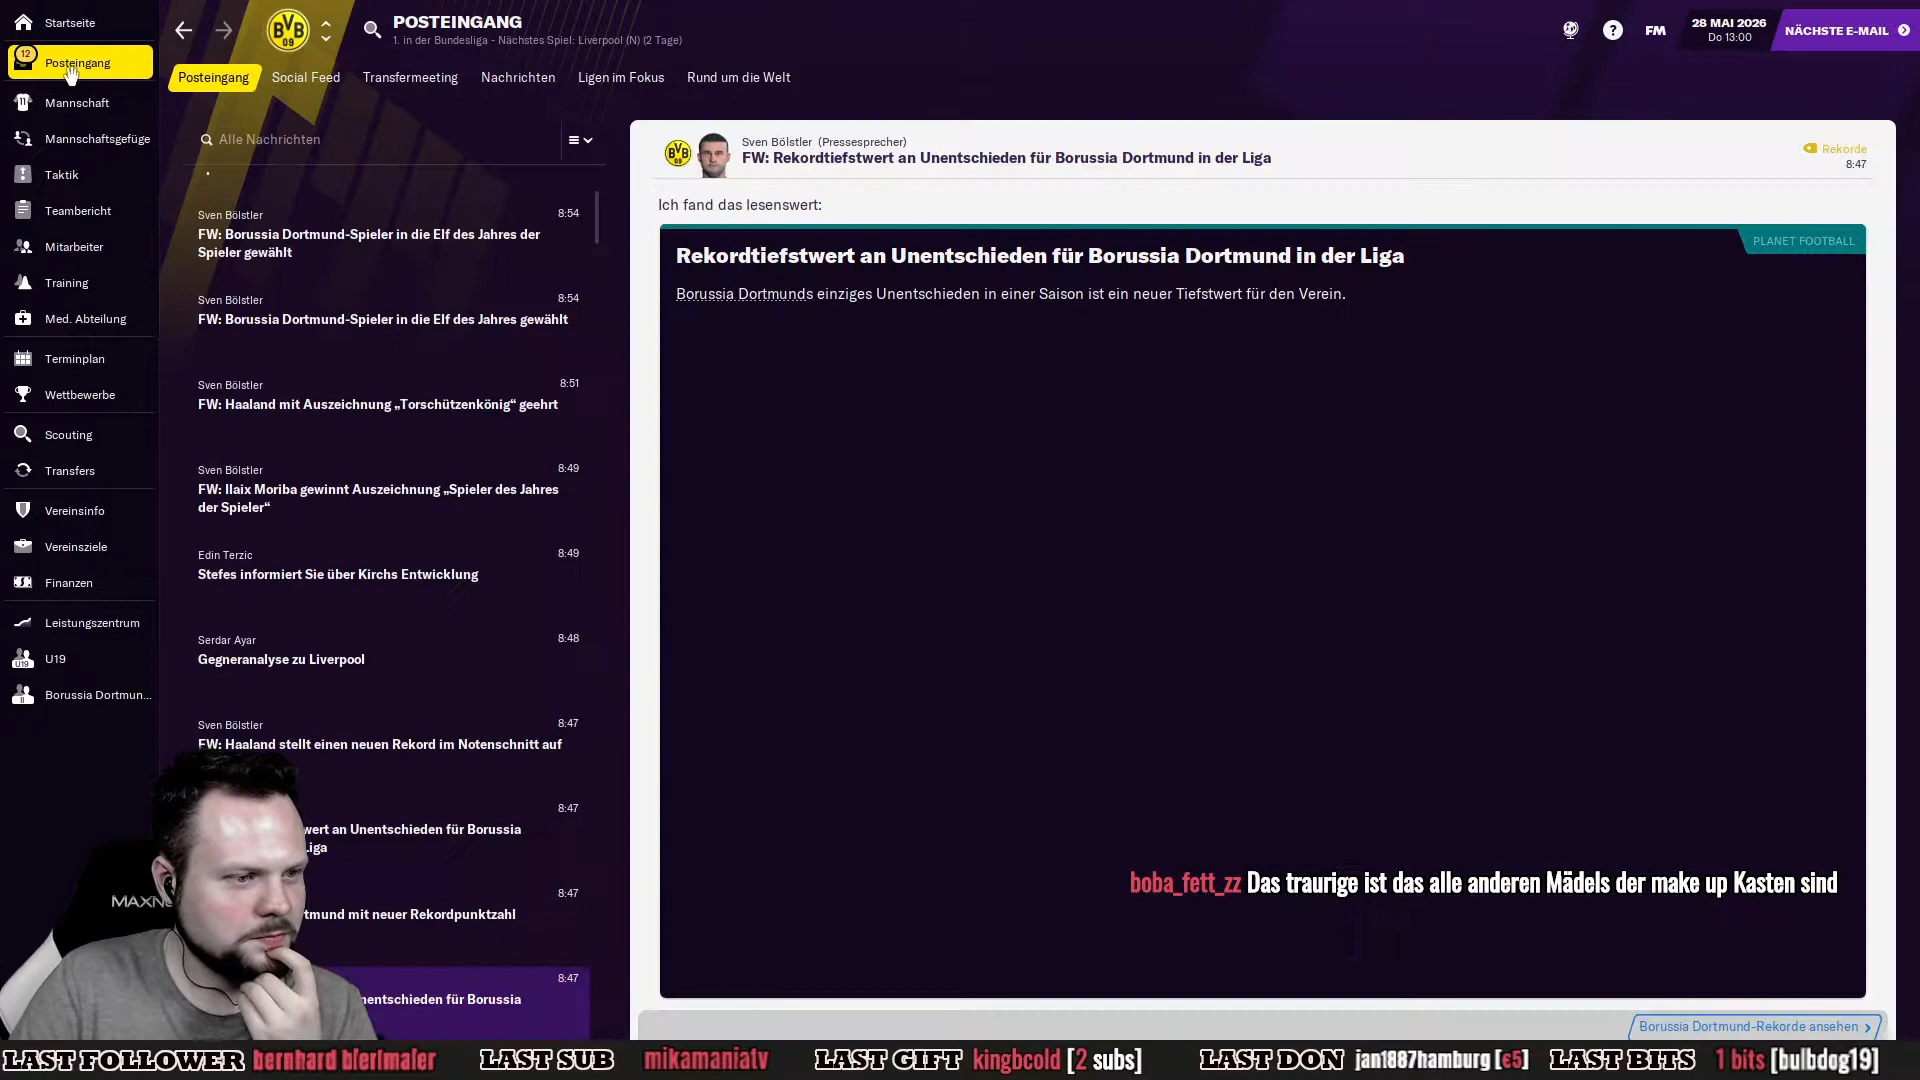 Startseite
POSTEINGANG
1. in der Bundesliga - Nächstes Spiel: Liverpool (N) (2 Tage)
FM
28 MAI 2026
Do 13:00
NÄCHSTE E-MAIL
12
Posteingang
Mannschaft
Mannschaftsgefüge
Taktik
Teambericht
Mitarbeiter
Training
Med. Abteilung
Terminplan
Wettbewerbe
Scouting
Transfers
Vereinsinfo
Vereinsziele
Finanzen
Leistungszentrum
U19
Borussia Dortmun...
Posteingang Social Feed Transfermeeting Nachrichten Ligen im Fokus Rund um die Welt
Alle Nachrichten
Sven Bölstler 8:54
FW: Borussia Dortmund-Spieler in die Elf des Jahres der
Spieler gewählt
Sven Bölstler 8:54
FW: Borussia Dortmund-Spieler in die Elf des Jahres gewählt
Sven Bölstler 8:51
FW: Haaland mit Auszeichnung „Torschützenkönig“ geehrt
Sven Bölstler 8:49
FW: Ilaix Moriba gewinnt Auszeichnung „Spieler des Jahres
der Spieler“
Edin Terzic 8:49
Stefes informiert Sie über Kirchs Entwicklung
Serdar Ayar 8:48
Gegneranalyse zu Liverpool
Sven Bölstler 8:47
FW: Haaland stellt einen neuen Rekord im Notenschnitt auf
8:47
wert an Unentschieden für Borussia
Liga
8:47
tmund mit neuer Rekordpunktzahl
8:47
nentschieden für Borussia
Sven Bölstler (Pressesprecher)
FW: Rekordtiefstwert an Unentschieden für Borussia Dortmund in der Liga
Rekorde
8:47
Ich fand das lesenswert:
PLANET FOOTBALL
Rekordtiefstwert an Unentschieden für Borussia Dortmund in der Liga
Borussia Dortmunds einziges Unentschieden in einer Saison ist ein neuer Tiefstwert für den Verein.
boba_fett_zz Das traurige ist das alle anderen Mädels der make up Kasten sind
Borussia Dortmund-Rekorde ansehen
LAST FOLLOWER bernhard bierimaier LAST SUB mikamaniatv LAST GIFT kingbcold [2 subs] LAST DON jan1887hamburg [€5] LAST BITS 1 bits [bulbdog19]